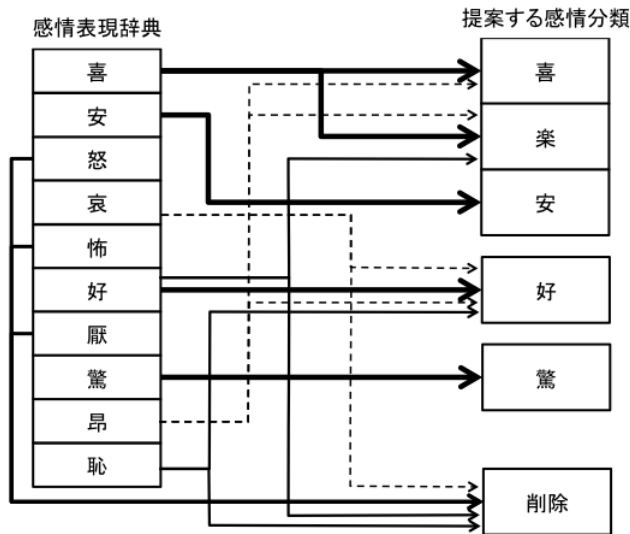 感情表現辞典
喜
安
怒
哀
怖
好
厭
驚
昂
恥
提案する感情分類
喜
楽
安
好
驚
削除